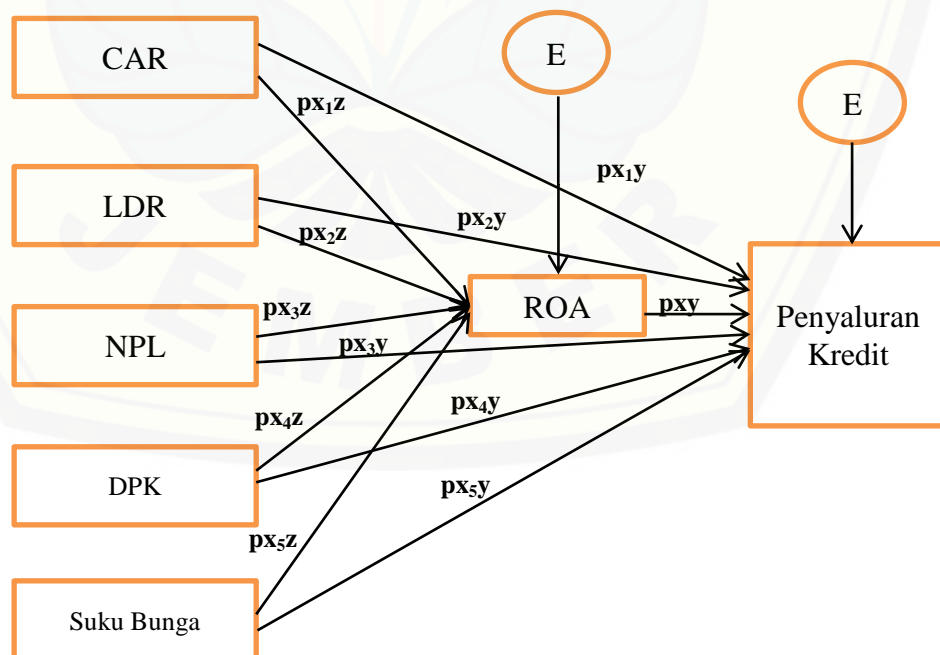 CAR
E
px₁z
E
px₁y
LDR
px₂y
px₂z
ROA
px₃z
pxy
Penyaluran
Kredit
NPL
px₃y
px₄z
px₄y
DPK
px₅y
px₅z
Suku Bunga
JEMBER